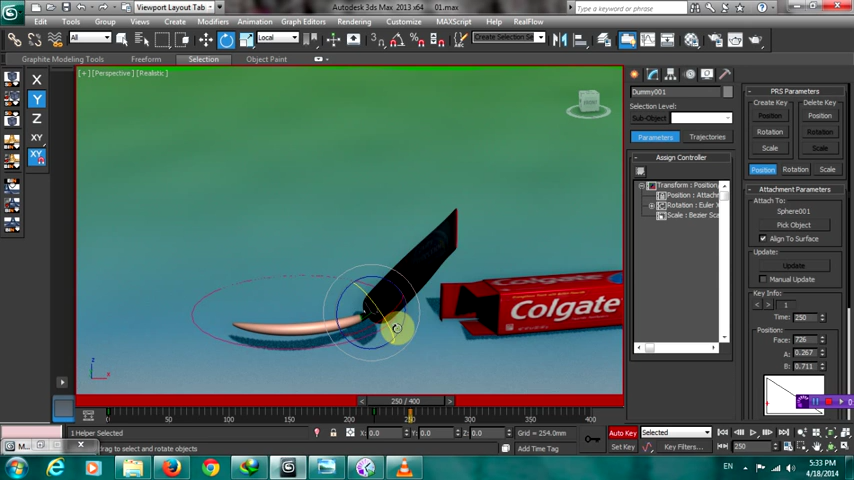 Viewport Layout Tab
Autodesk 3ds Max 2013 x64
01.max
Type a keyword or phrase
Edit Tools Group Views Create Modifiers Animation Graph Editors Rendering Customize MAXScript Help RealFlow
All
Local
Create Selection Se
Graphite Modeling Tools Freeform Selection Object Paint
X
Y
Z
XY
XY
[+] [Perspective] [Realistic]
FRONT
Colgate
Colgate
z
x
Dummy001
Selection Level:
Sub-Object
Parameters Trajectories
Assign Controller
Transform : Position,
Position : Attachm
Rotation : Euler X
Scale : Bezier Sca
PRS Parameters
Create Key Delete Key
Position Position
Rotation Rotation
Scale Scale
Position Rotation Scale
Attachment Parameters
Attach To:
Sphere001
Pick Object
Align To Surface
Update:
Update
Manual Update
Key Info:
< > 1
Time: 250
Position:
Face: 726
A: 0.267
B: 0.711
< 250 / 400 >
0 50 100 150 200 250 300 350 400
1 Helper Selected
X: 0.0 Y: 0.0 Z: 0.0 Grid = 254.0mm
Auto Key Selected
M...
and drag to select and rotate objects
Add Time Tag
Set Key Key Filters... 250
EN 5:33 PM
4/18/2014